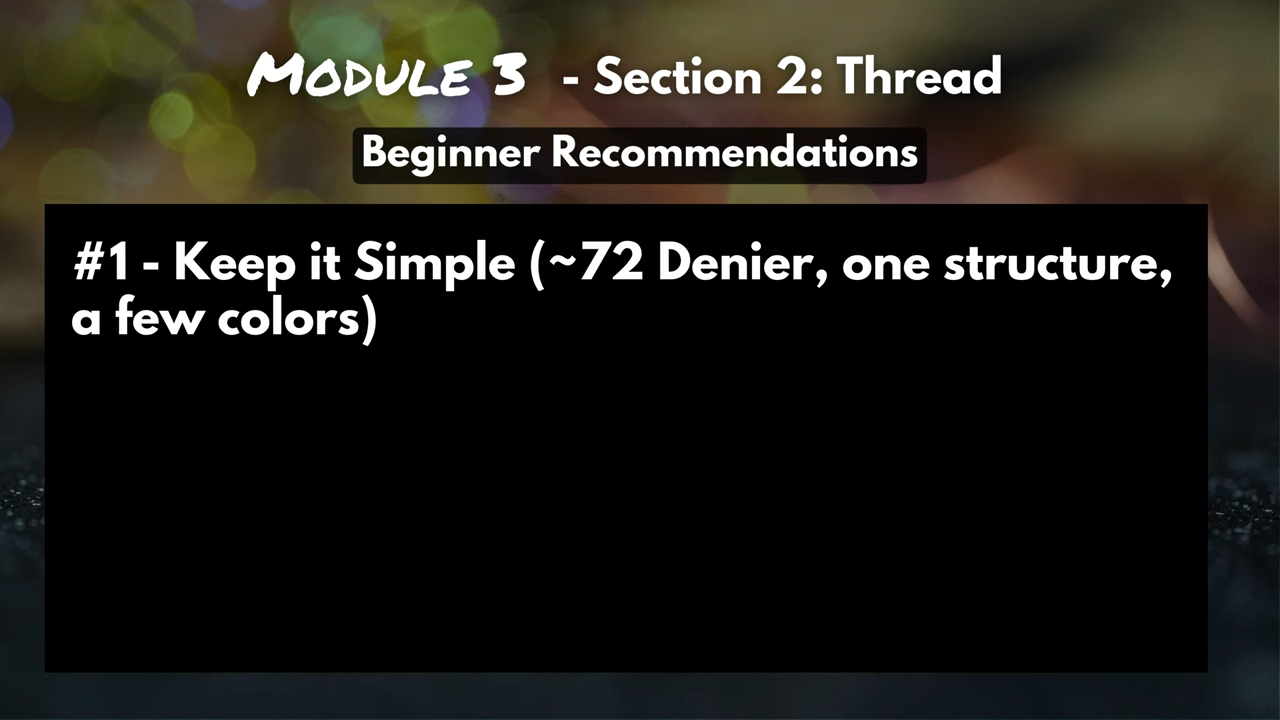 Module 3 - Section 2: Thread
Beginner Recommendations
#1 - Keep it Simple (~72 Denier, one structure,
a few colors)